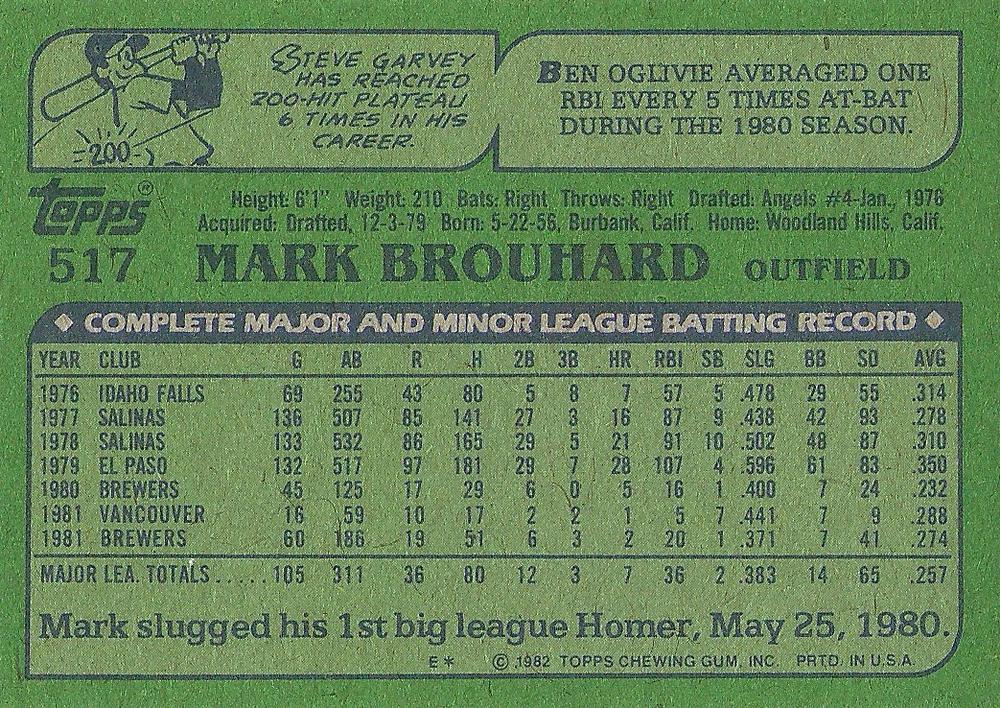 STEVE GARVEY
HAS REACHED
200-HIT PLATEAU
6 TIMES IN HIS
CAREER.
200
BEN OGLIVIE AVERAGED ONE
RBI EVERY 5 TIMES AT-BAT
DURING THE 1980 SEASON.
Topps®
Height: 6'1" Weight: 210 Bats: Right Throws: Right Drafted: Angels #4-Jan., 1976
Acquired: Drafted, 12-3-79 Born: 5-22-56, Burbank, Calif. Home: Woodland Hills, Calif.
517 MARK BROUHARD OUTFIELD
◆ COMPLETE MAJOR AND MINOR LEAGUE BATTING RECORD ◆
YEAR CLUB G AB R H 2B 3B HR RBI SB SLG BB SO AVG
1976 IDAHO FALLS 69 255 43 80 5 8 7 57 5 .478 29 55 .314
1977 SALINAS 136 507 85 141 27 3 16 87 9 .438 42 93 .278
1978 SALINAS 133 532 86 165 29 5 21 91 10 .502 48 87 .310
1979 EL PASO 132 517 97 181 29 7 28 107 4 .596 61 83 .350
1980 BREWERS 45 125 17 29 6 0 5 16 1 .400 7 24 .232
1981 VANCOUVER 16 59 10 17 2 2 1 5 7 .441 7 9 .288
1981 BREWERS 60 186 19 51 6 3 2 20 1 .371 7 41 .274
MAJOR LEA. TOTALS..... 105 311 36 80 12 3 7 36 2 .383 14 65 .257
Mark slugged his 1st big league Homer, May 25, 1980.
E* © 1982 TOPPS CHEWING GUM, INC. PRTD. IN U.S.A.